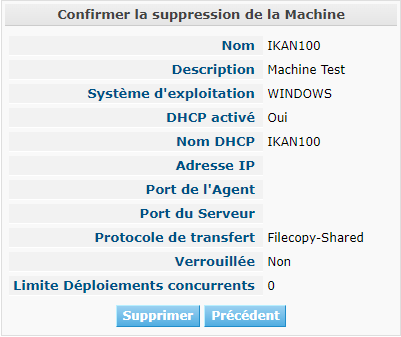 Confirmer la suppression de la Machine
Nom IKAN100
Description Machine Test
Système d'exploitation WINDOWS
DHCP activé Oui
Nom DHCP IKAN100
Adresse IP
Port de l'Agent
Port du Serveur
Protocole de transfert Filecopy-Shared
Verrouillée Non
Limite Déploiements concurrents 0
Supprimer Précédent